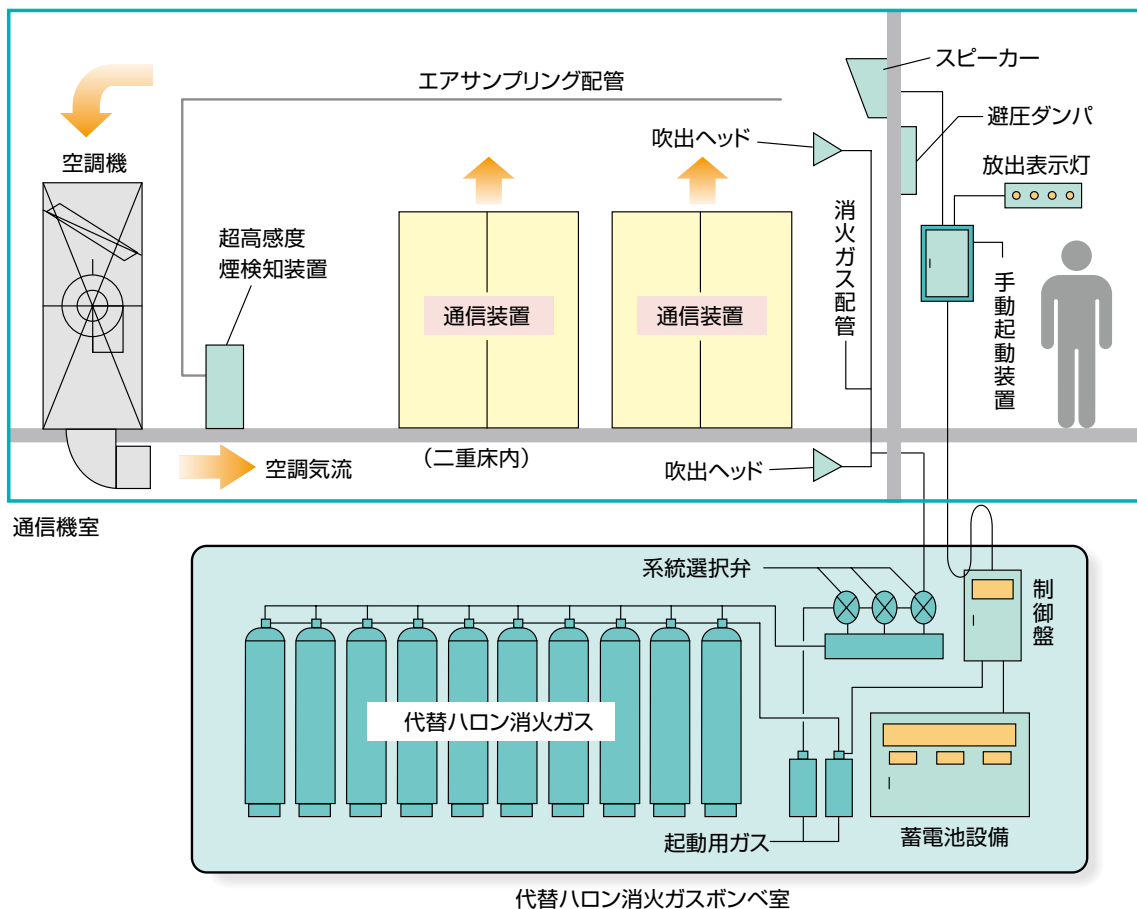 スピーカー
エアサンプリング配管
避圧ダンパ
吹出ヘッド
空調機
放出表示灯
消火ガス配管
超高感度
煙検知装置
手動起動装置
通信装置
通信装置
(二重床内)
空調気流
吹出ヘッド
通信機室
系統選択弁
制御盤
代替ハロン消火ガス
起動用ガス
蓄電池設備
代替ハロン消火ガスボンベ室